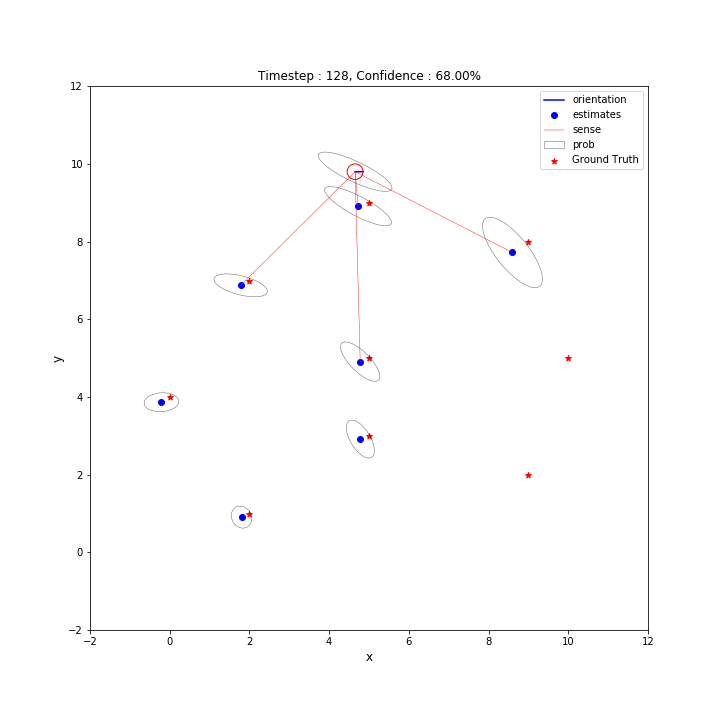 Timestep : 128, Confidence : 68.00%
12
10
8
6
4
2
0
−2
y
−2 0 2 4 6 8 10 12
x
orientation
estimates
sense
prob
Ground Truth